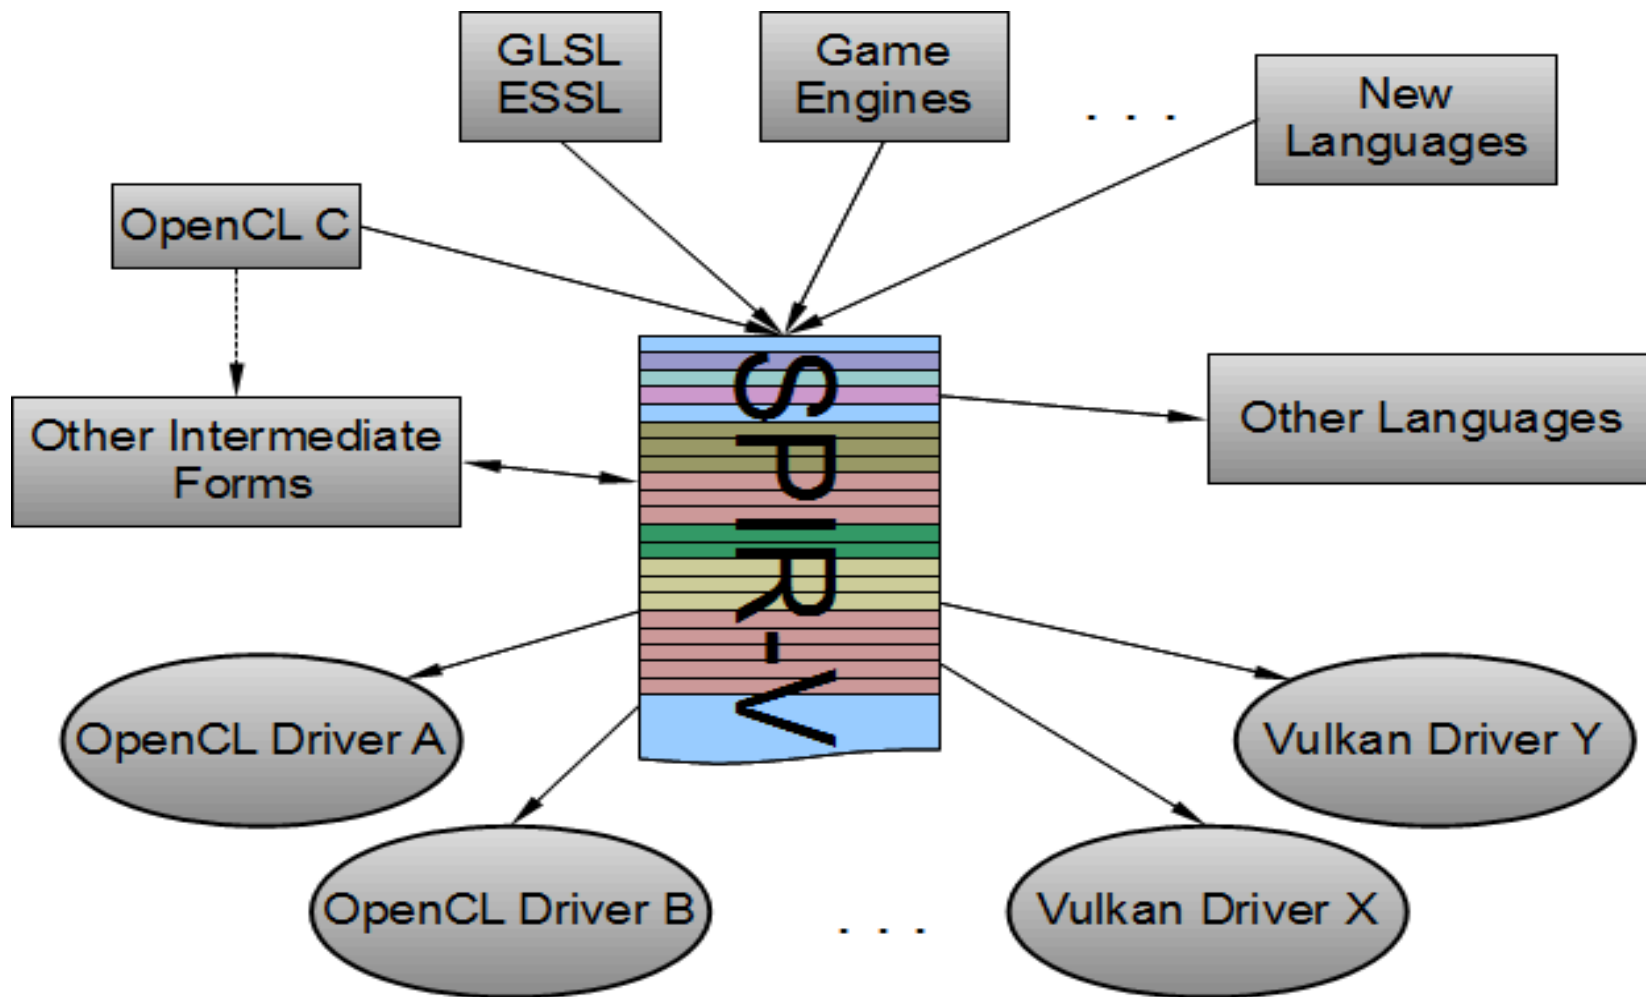 GLSL
ESSL
Game
Engines
. . .
New
Languages
OpenCL C
Other Intermediate
Forms
SPIR-V
Other Languages
OpenCL Driver A
Vulkan Driver Y
OpenCL Driver B
. . .
Vulkan Driver X